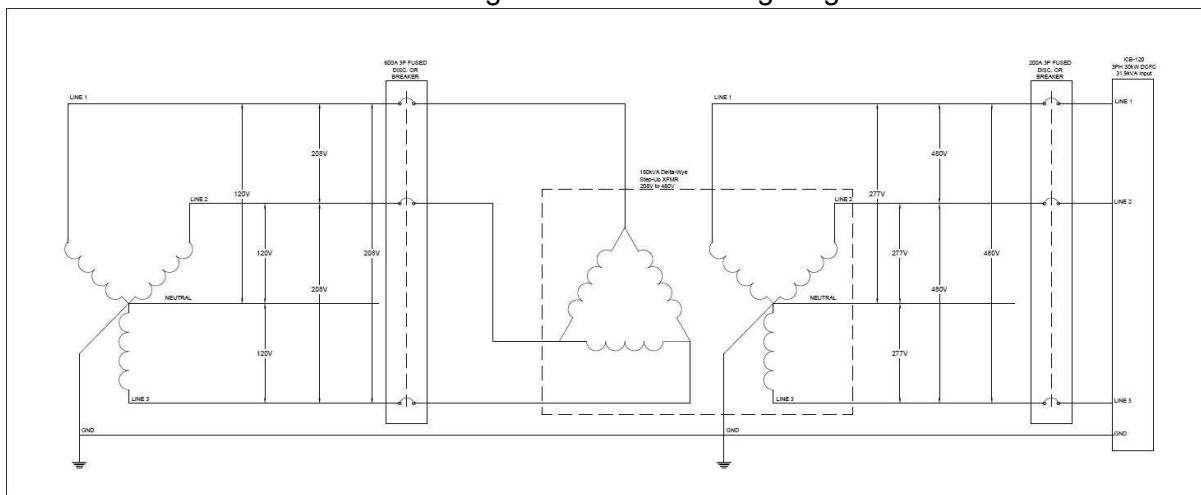 600A 3P FUSED
DISC. OR
BREAKER
200A 3P FUSED
DISC. OR
BREAKER
ICE-120
3PH 30kW DCFC
31.9kVA Input
LINE 1
LINE 1
LINE 1
208V
480V
150kVA Delta-Wye
Step-Up XFMR
208V to 480V
120V
277V
LINE 2
LINE 2
LINE 2
120V
208V
277V
480V
NEUTRAL
NEUTRAL
208V
480V
120V
277V
LINE 3
LINE 3
LINE 3
GND
GND
GND